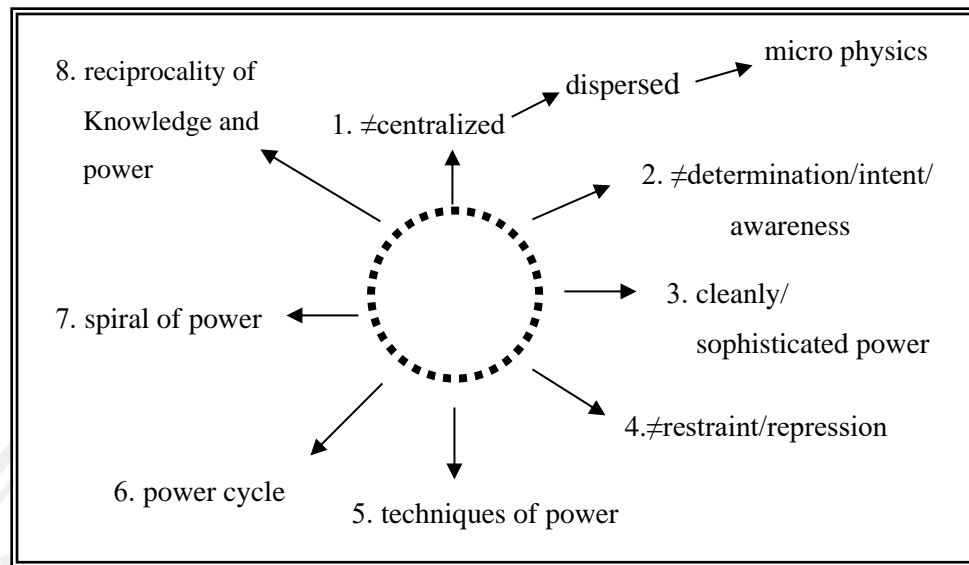 8. reciprocality of
Knowledge and
power
1. ≠centralized
dispersed
micro physics
2. ≠determination/intent/
awareness
3. cleanly/
sophisticated power
4.≠restraint/repression
5. techniques of power
6. power cycle
7. spiral of power